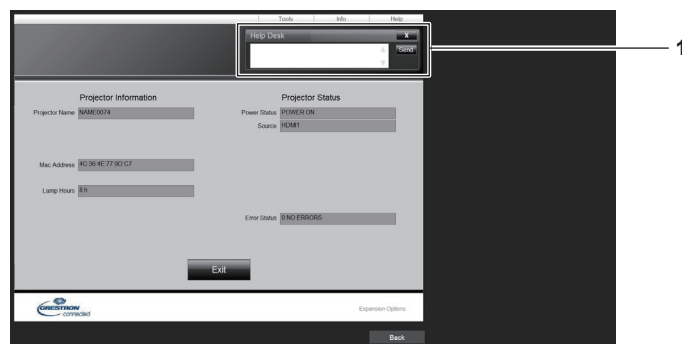 Tools Info Help
Help Desk X
Send
1
Projector Information Projector Status
Projector Name NAME0074 Power Status POWER ON
Source HDMI1
Mac Address 4C:36:4E:77:9D:C7
Lamp Hours 8 h
Error Status 0:NO ERRORS
Exit
CRESTRON
connected
Expansion Options
Back